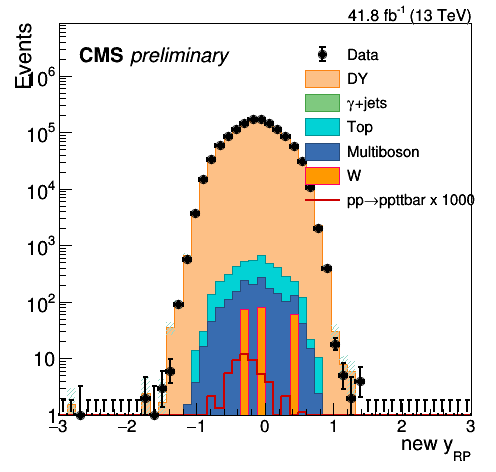 41.8 fb⁻¹ (13 TeV)
Events
CMS preliminary
Data
DY
γ+jets
Top
Multiboson
W
pp→ppttbar x 1000
10⁶
10⁵
10⁴
10³
10²
10
1
−3 −2 −1 0 1 2 3
new y_RP